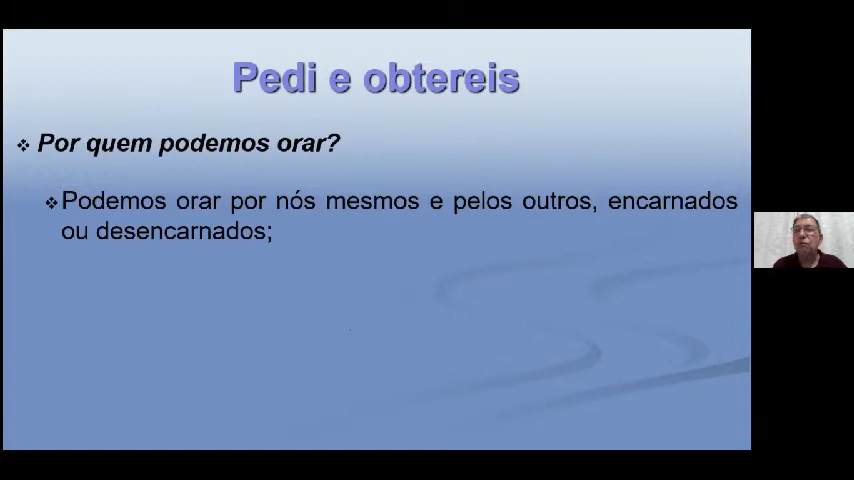 Pedi e obtereis
❖ Por quem podemos orar?
❖ Podemos orar por nós mesmos e pelos outros, encarnados
ou desencarnados;